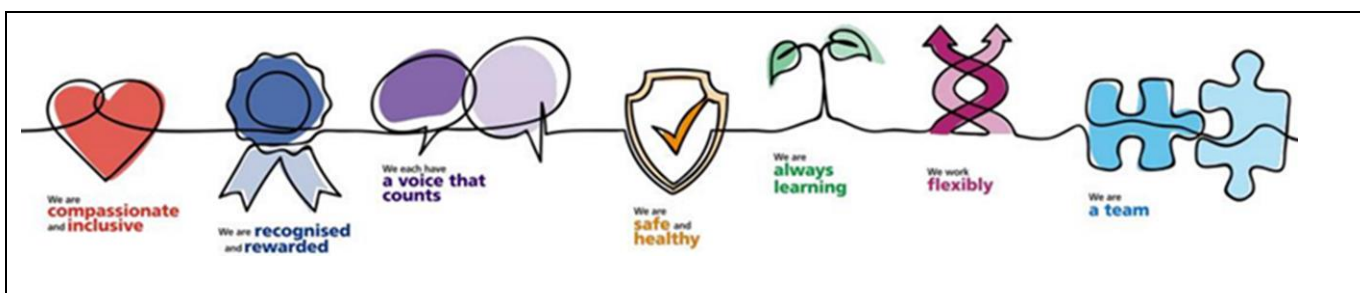 We are
compassionate
and inclusive
We are recognised
and rewarded
We each have
a voice that
counts
We are
safe and
healthy
We are
always
learning
We work
flexibly
We are
a team